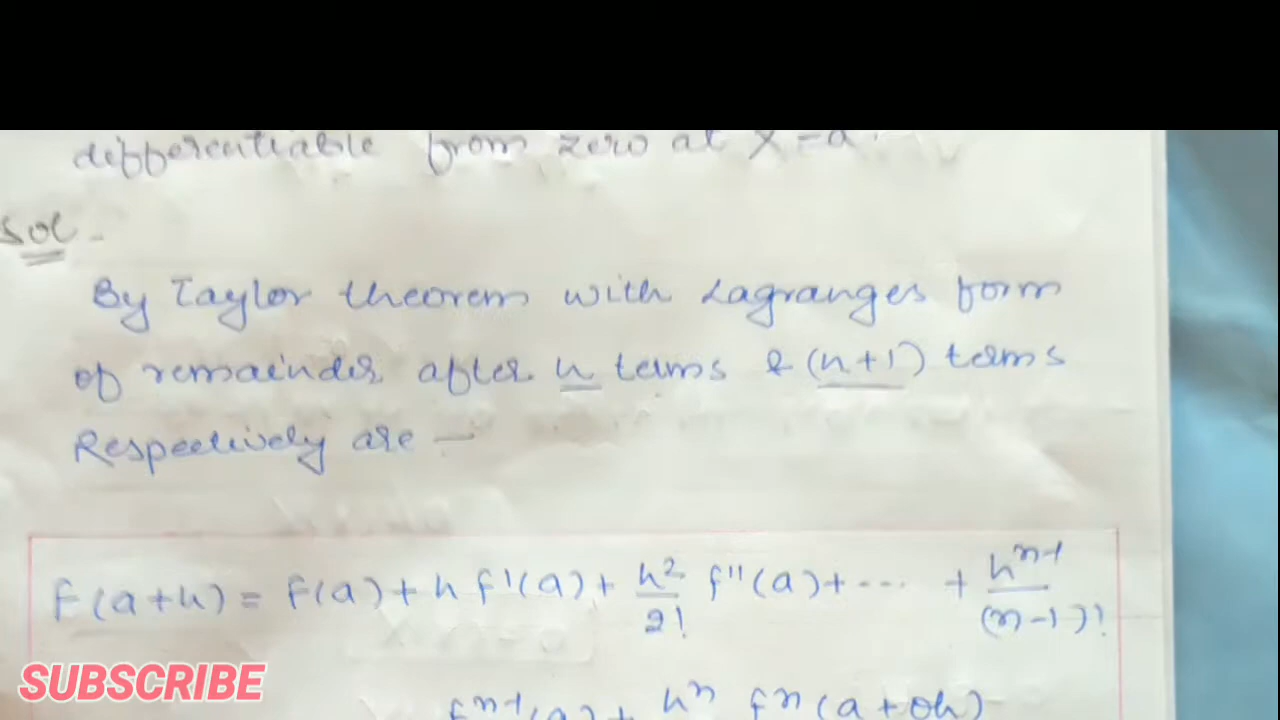 differentiable from zero at x=a.
Sol -
By Taylor theorem with Lagranges form
of remainder after n terms & (n+1) terms
Respectively are —
f(a+h) = f(a) + h f'(a) + h²/2! f''(a) + ... + hⁿ⁻¹/(n-1)!
fⁿ⁻¹(a) + hⁿ fⁿ(a+θh)
SUBSCRIBE